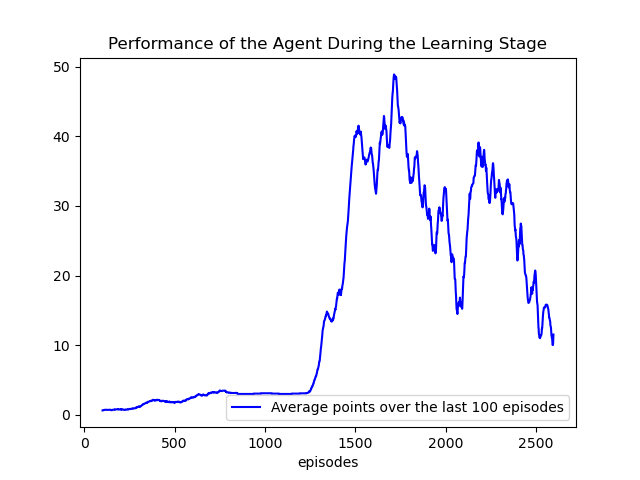 Performance of the Agent During the Learning Stage
50
40
30
20
10
0
Average points over the last 100 episodes
0 500 1000 1500 2000 2500
episodes